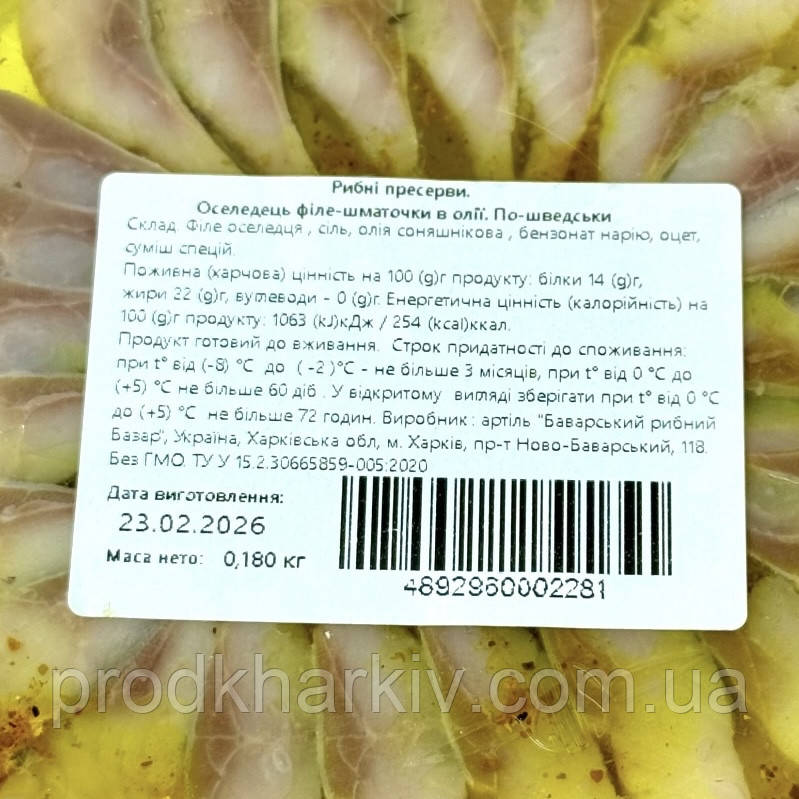 Рибні пресерви.
Оселедець філе-шматочки в олії. По-шведськи
Склад. Філе оселедця , сіль, олія соняшнікова , бензонат нарію, оцет,
суміш спецій.
Поживна (харчова) цінність на 100 (g)г продукту: білки 14 (g)г,
жири 22 (g)г, вуглеводи - 0 (g)г. Енергетична цінність (калорійність) на
100 (g)г продукту: 1063 (kJ)кДж / 254 (kcal)ккал.
Продукт готовий до вживання. Строк придатності до споживання:
при t° від (-8) °С до ( -2 )°С - не більше 3 місяців, при t° від 0 °С до
(+5) °С не більше 60 діб . У відкритому вигляді зберігати при t° від 0 °С
до (+5) °С не більше 72 годин. Виробник : артіль "Баварський рибний
Базар", Україна, Харківська обл, м. Харків, пр-т Ново-Баварський, 118.
Без ГМО. ТУ У 15.2.30665859-005:2020
Дата виготовлення:
23.02.2026
Маса нето: 0,180 кг
4892960002281
prodkharkiv.com.ua